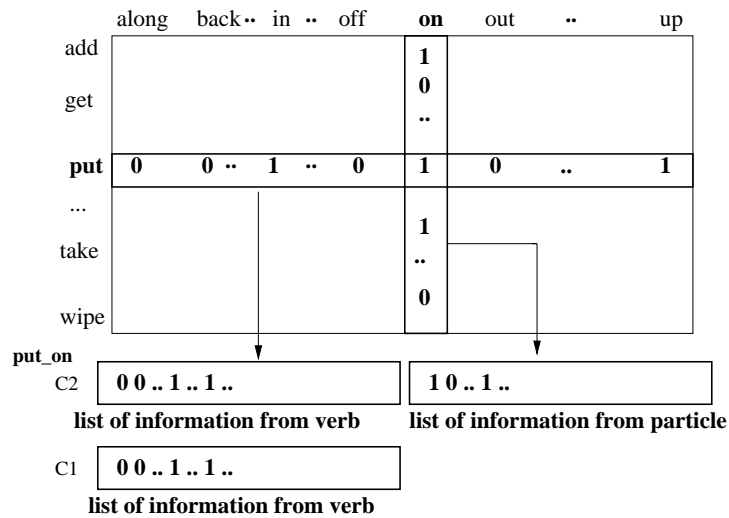 along back .. in .. off on out .. up
add 1
0
get
..
put 0 0 .. 1 .. 0 1 0 .. 1
...
1
take
..
0
wipe
put_on
C2 0 0 .. 1 .. 1 .. 1 0 .. 1 ..
list of information from verb list of information from particle
C1 0 0 .. 1 .. 1 ..
list of information from verb